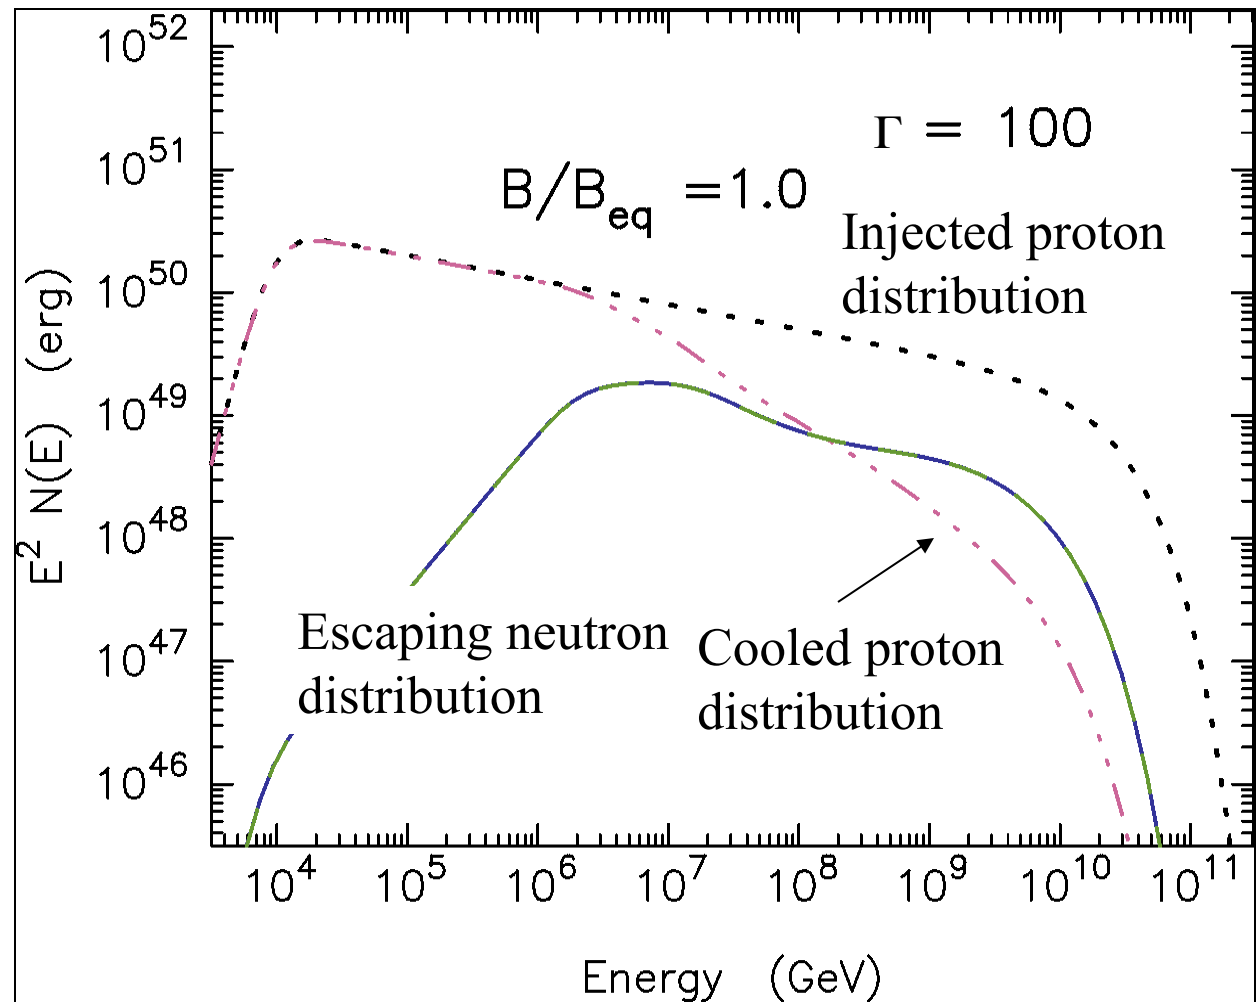 10^52
Γ = 100
10^51
B/B_eq =1.0
Injected proton
distribution
10^50
10^49
10^48
E^2 N(E) (erg)
Escaping neutron
distribution
Cooled proton
distribution
10^47
10^46
10^4 10^5 10^6 10^7 10^8 10^9 10^10 10^11
Energy (GeV)